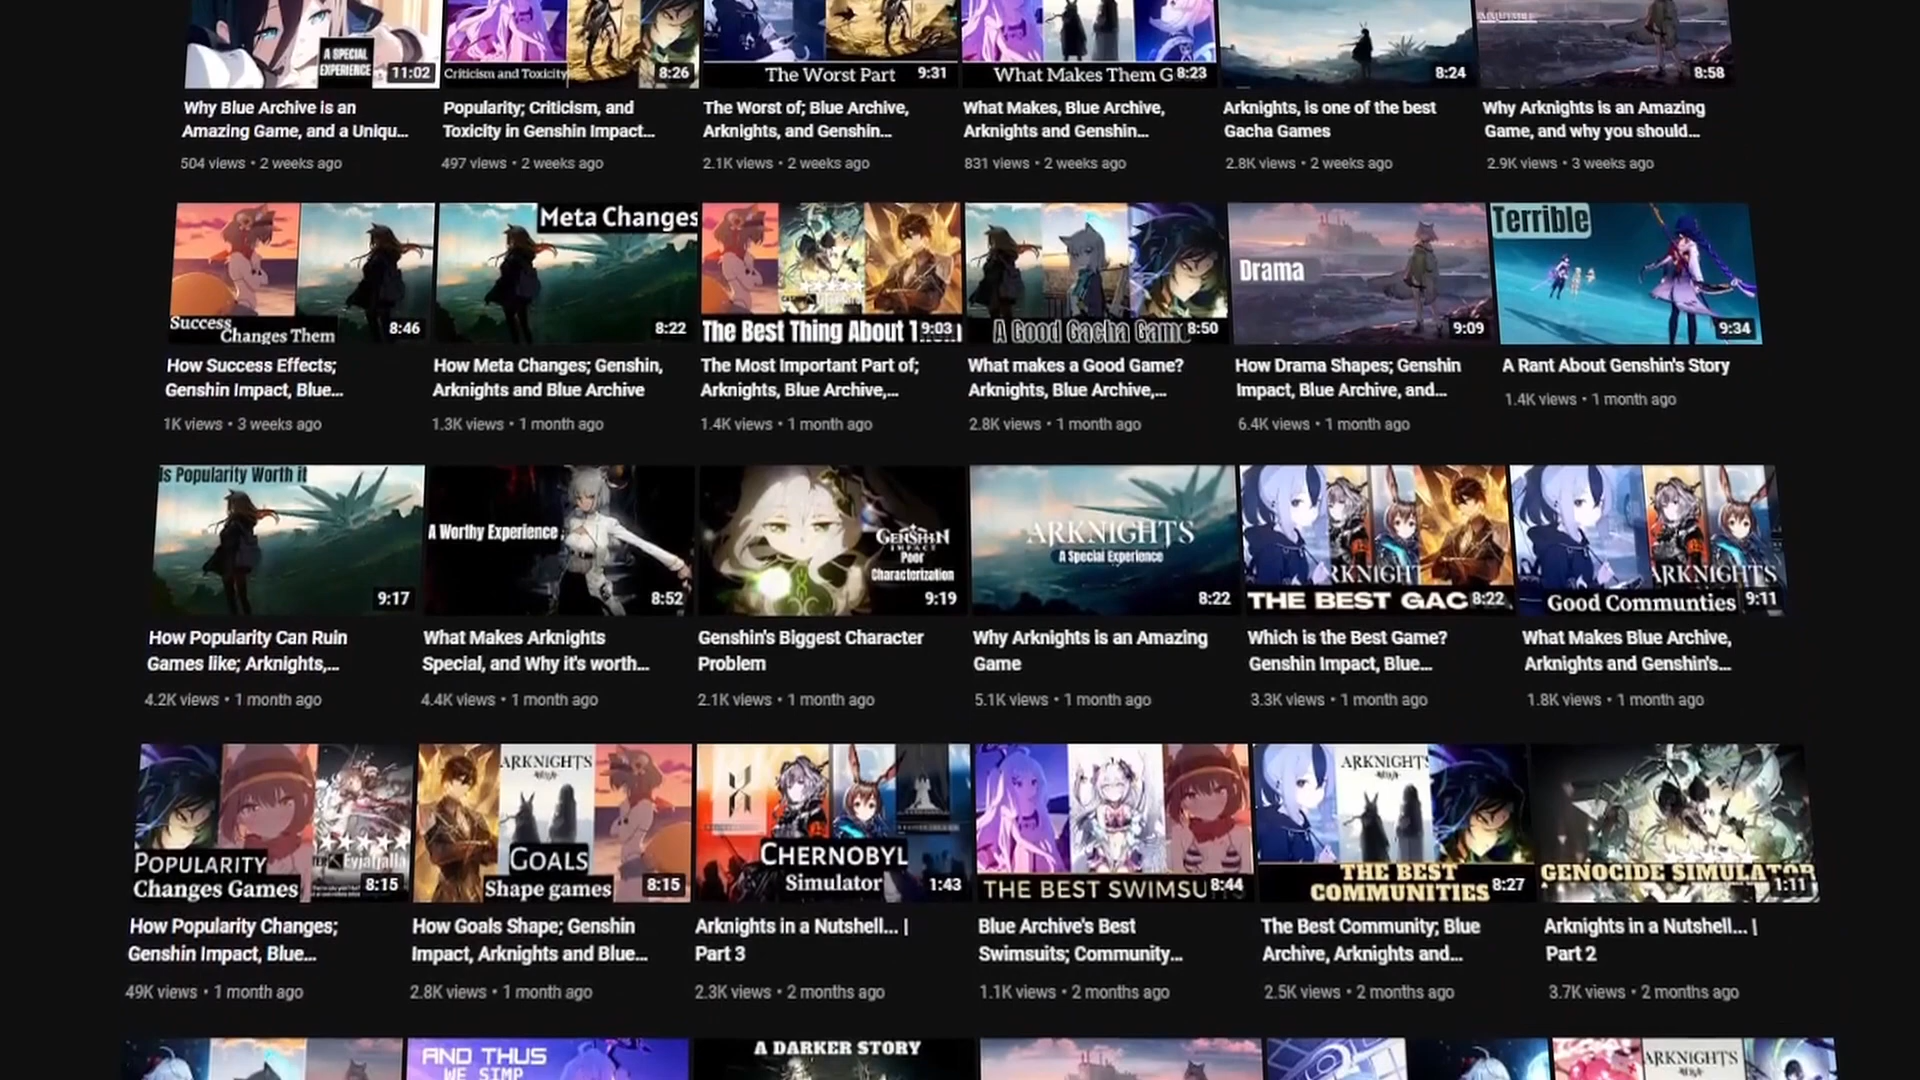 A SPECIAL
EXPERIENCE
11:02
Criticism and Toxicity
8:26
The Worst Part
9:31
What Makes Them G
8:23
8:24
8:58
Why Blue Archive is an
Amazing Game, and a Uniqu...
504 views • 2 weeks ago
Popularity; Criticism, and
Toxicity in Genshin Impact...
497 views • 2 weeks ago
The Worst of; Blue Archive,
Arknights, and Genshin...
2.1K views • 2 weeks ago
What Makes, Blue Archive,
Arknights and Genshin...
831 views • 2 weeks ago
Arknights, is one of the best
Gacha Games
2.8K views • 2 weeks ago
Why Arknights is an Amazing
Game, and why you should...
2.9K views • 3 weeks ago
Success
Changes Them
8:46
Meta Changes
8:22
The Best Thing About
9:03
A Good Gacha Gam
8:50
Drama
9:09
Terrible
9:34
How Success Effects;
Genshin Impact, Blue...
1K views • 3 weeks ago
How Meta Changes; Genshin,
Arknights and Blue Archive
1.3K views • 1 month ago
The Most Important Part of;
Arknights, Blue Archive,...
1.4K views • 1 month ago
What makes a Good Game?
Arknights, Blue Archive,...
2.8K views • 1 month ago
How Drama Shapes; Genshin
Impact, Blue Archive, and...
6.4K views • 1 month ago
A Rant About Genshin's Story
1.4K views • 1 month ago
Is Popularity Worth it
9:17
A Worthy Experience
8:52
GENSHIN
IMPACT
Poor
Characterization
9:19
ARKNIGHTS
A Special Experience
8:22
ARKNIGHT
THE BEST GAC
8:22
ARKNIGHTS
Good Communties
9:11
How Popularity Can Ruin
Games like; Arknights,...
4.2K views • 1 month ago
What Makes Arknights
Special, and Why it's worth...
4.4K views • 1 month ago
Genshin's Biggest Character
Problem
2.1K views • 1 month ago
Why Arknights is an Amazing
Game
5.1K views • 1 month ago
Which is the Best Game?
Genshin Impact, Blue...
3.3K views • 1 month ago
What Makes Blue Archive,
Arknights and Genshin's...
1.8K views • 1 month ago
Eyjafjalla
POPULARITY
Changes Games
8:15
ARKNIGHTS
GOALS
Shape games
8:15
CHERNOBYL
Simulator
1:43
THE BEST SWIMSU
8:44
ARKNIGHTS
THE BEST
COMMUNITIES
8:27
GENOCIDE SIMULATOR
1:11
How Popularity Changes;
Genshin Impact, Blue...
49K views • 1 month ago
How Goals Shape; Genshin
Impact, Arknights and Blue...
2.8K views • 1 month ago
Arknights in a Nutshell... |
Part 3
2.3K views • 2 months ago
Blue Archive's Best
Swimsuits; Community...
1.1K views • 2 months ago
The Best Community; Blue
Archive, Arknights and...
2.5K views • 2 months ago
Arknights in a Nutshell... |
Part 2
3.7K views • 2 months ago
AND THUS
WE SIMP
A DARKER STORY
ARKNIGHTS